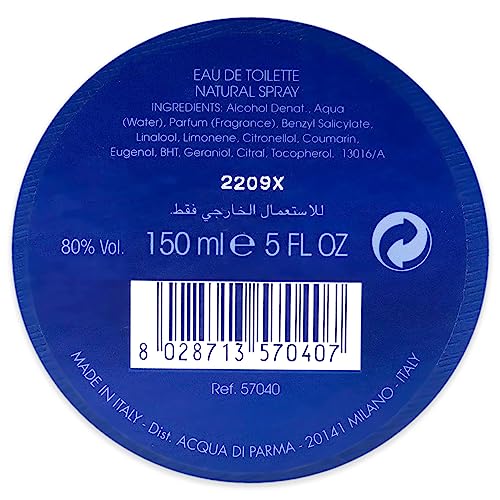 EAU DE TOILETTE
NATURAL SPRAY
INGREDIENTS: Alcohol Denat., Aqua
(Water), Parfum (Fragrance), Benzyl Salicylate,
Linalool, Limonene, Citronellol, Coumarin,
Eugenol, BHT, Geraniol, Citral, Tocopherol. 13016/A
2209X
للاستعمال الخارجي فقط.
80% Vol. 150 ml e 5 FL OZ
8 028713 570407
Ref. 57040
MADE IN ITALY - Dist. ACQUA DI PARMA - 20141 MILANO - ITALY